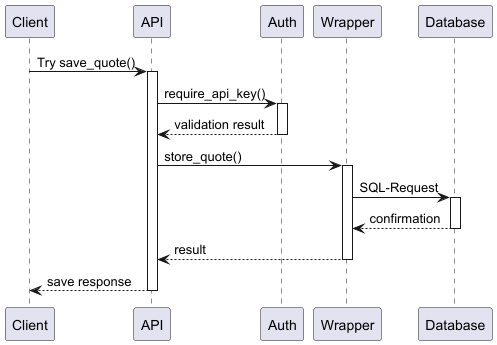 Client API Auth Wrapper Database
Try save_quote()
require_api_key()
validation result
store_quote()
SQL-Request
confirmation
result
save response
Client API Auth Wrapper Database